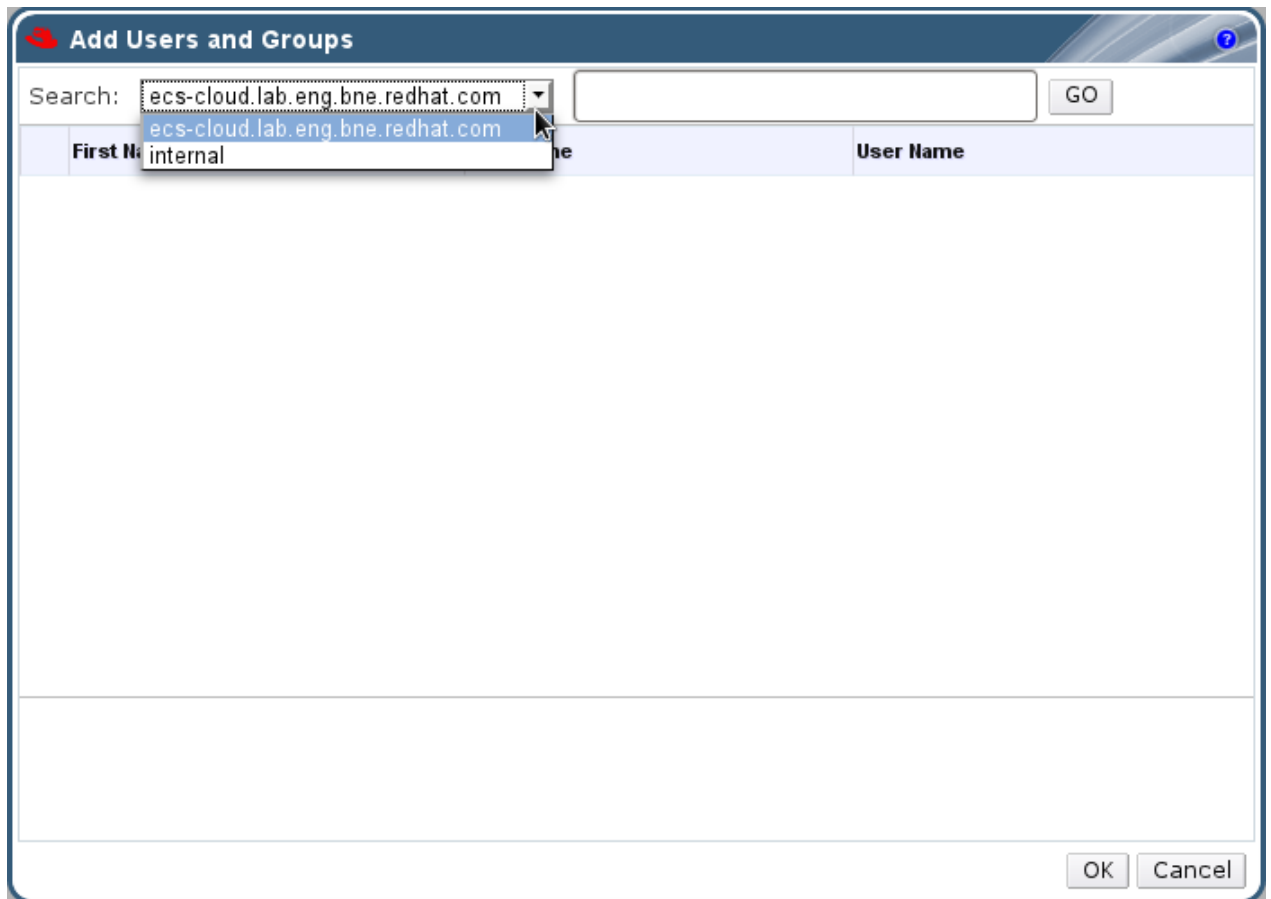 Add Users and Groups
?
Search: ecs-cloud.lab.eng.bne.redhat.com GO
ecs-cloud.lab.eng.bne.redhat.com
internal
First User Name
OK Cancel